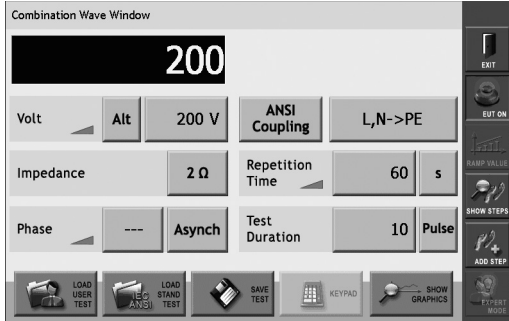 Combination Wave Window
200
EXIT
Volt
Alt
200 V
ANSI
Coupling
L,N->PE
EUT ON
RAMP VALUE
Impedance
2 Ω
Repetition
Time
60
s
SHOW STEPS
Phase
---
Asynch
Test
Duration
10
Pulse
ADD STEP
LOAD
USER
TEST
IEC
ANSI
LOAD
STAND
TEST
SAVE
TEST
KEYPAD
SHOW
GRAPHICS
EXPERT
MODE